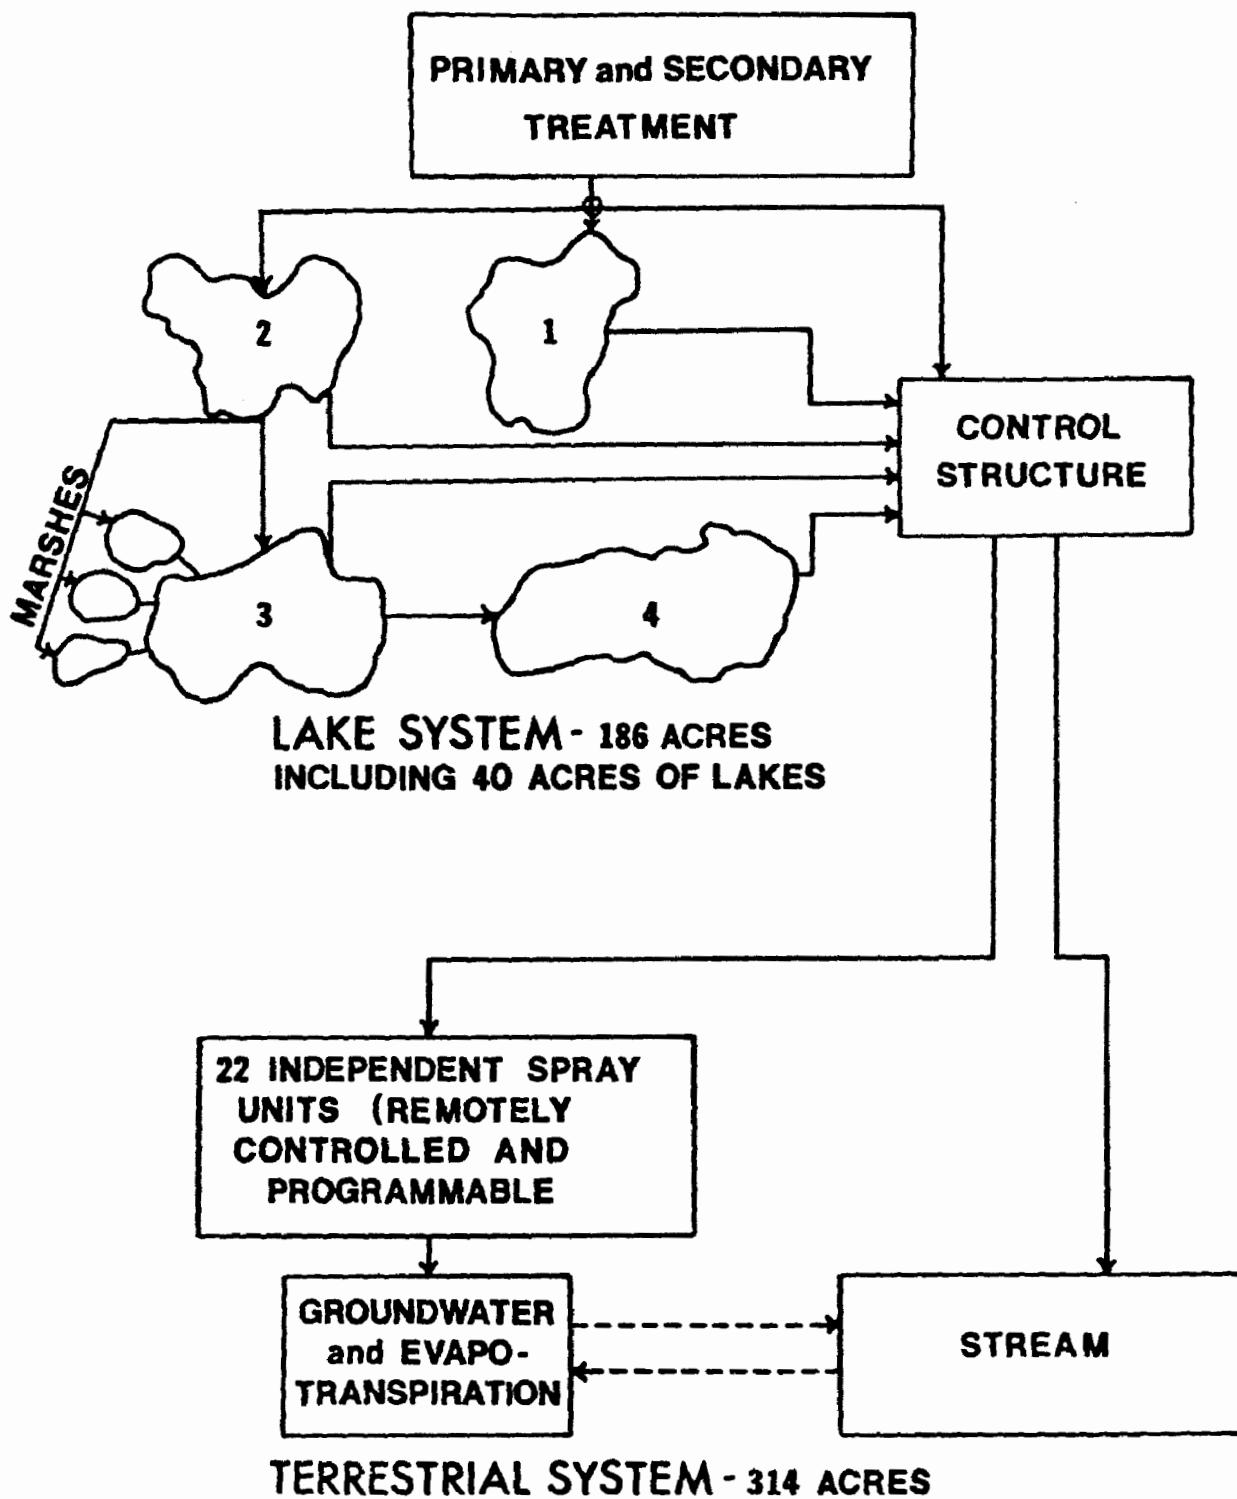 PRIMARY and SECONDARY
TREATMENT
2
1
CONTROL
STRUCTURE
MARSHES
3
4
LAKE SYSTEM - 186 ACRES
INCLUDING 40 ACRES OF LAKES
22 INDEPENDENT SPRAY
UNITS (REMOTELY
CONTROLLED AND
PROGRAMMABLE
GROUNDWATER
and EVAPO-
TRANSPIRATION
STREAM
TERRESTRIAL SYSTEM - 314 ACRES